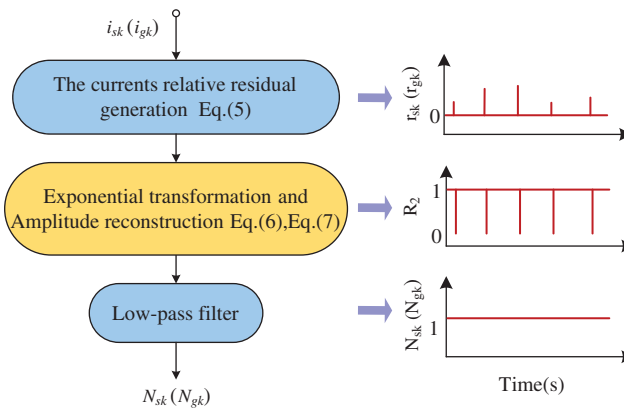 i_sk (i_gk)
The currents relative residual
generation Eq.(5)
r_sk (r_gk)
0
Exponential transformation and
Amplitude reconstruction Eq.(6),Eq.(7)
R_2
1
0
Low-pass filter
N_sk (N_gk)
1
N_sk (N_gk)
Time(s)